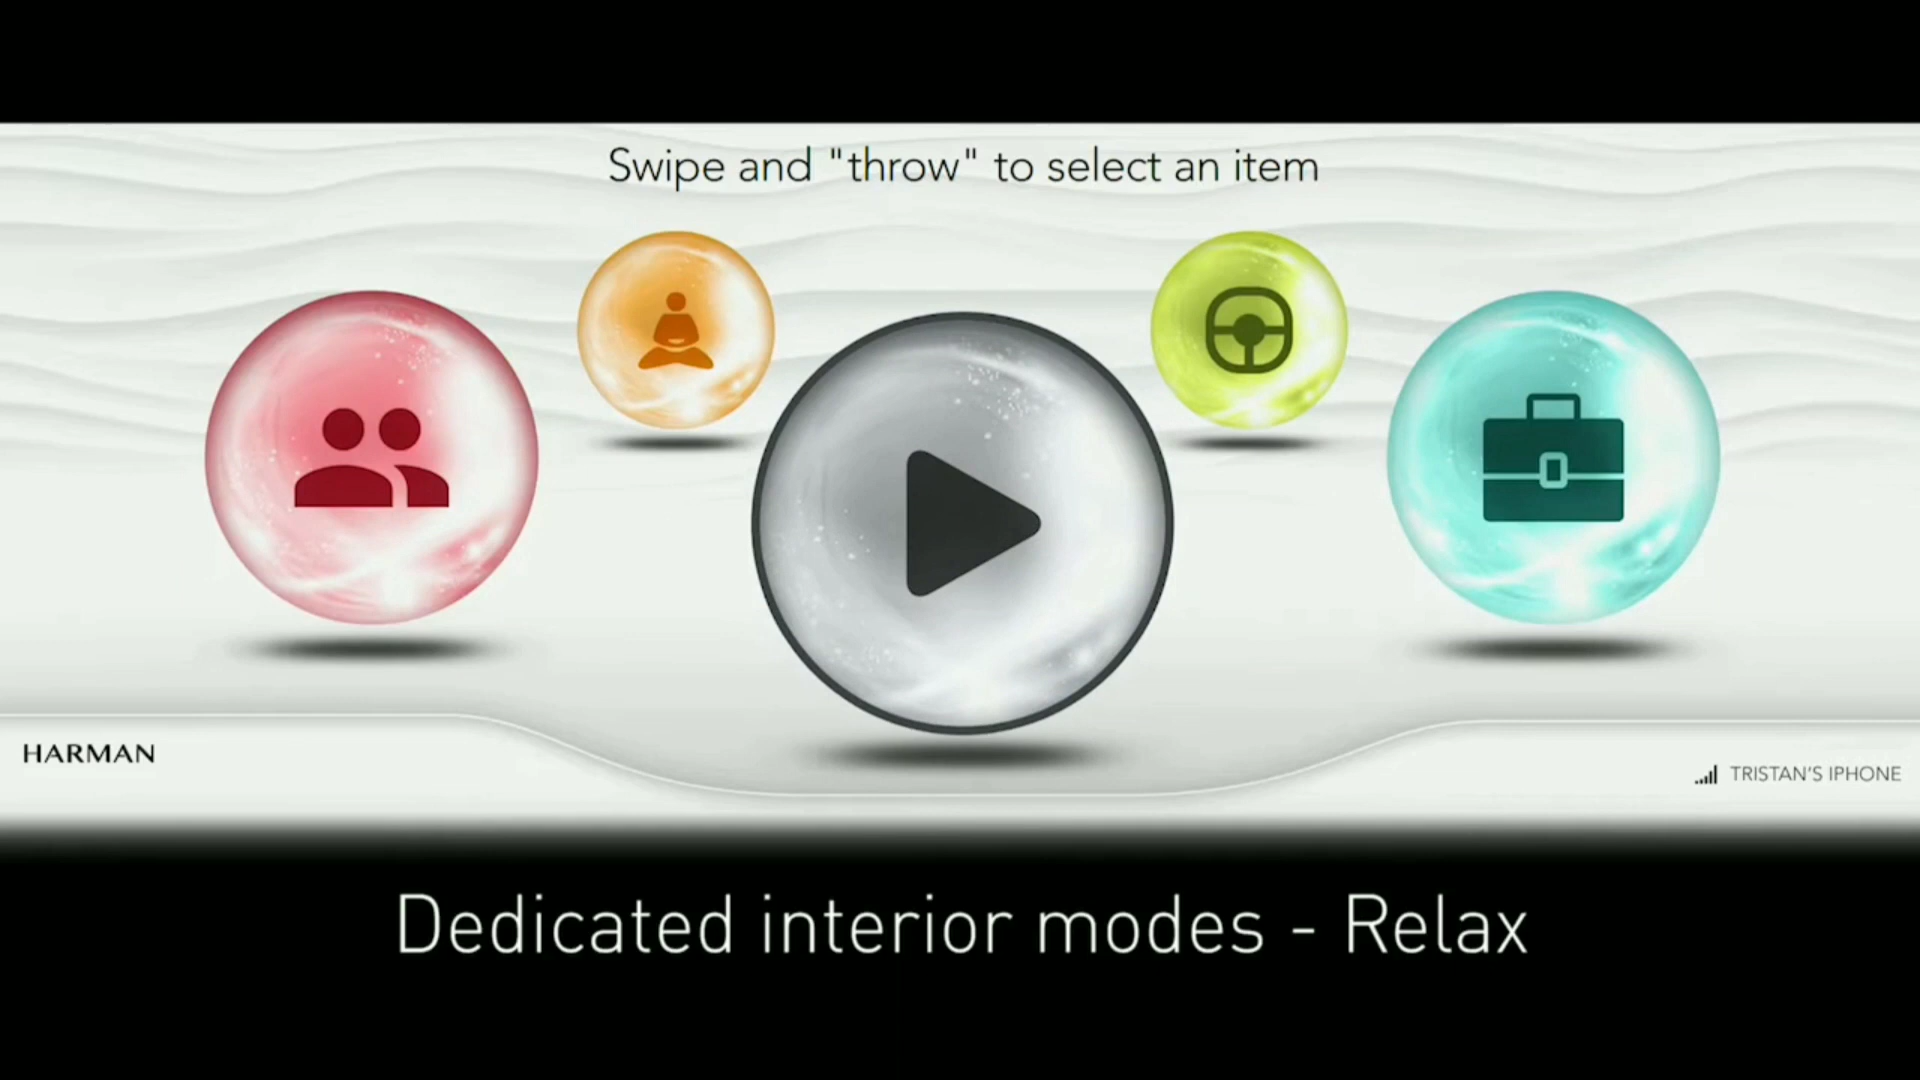 Swipe and "throw" to select an item
HARMAN
TRISTAN'S IPHONE
Dedicated interior modes - Relax